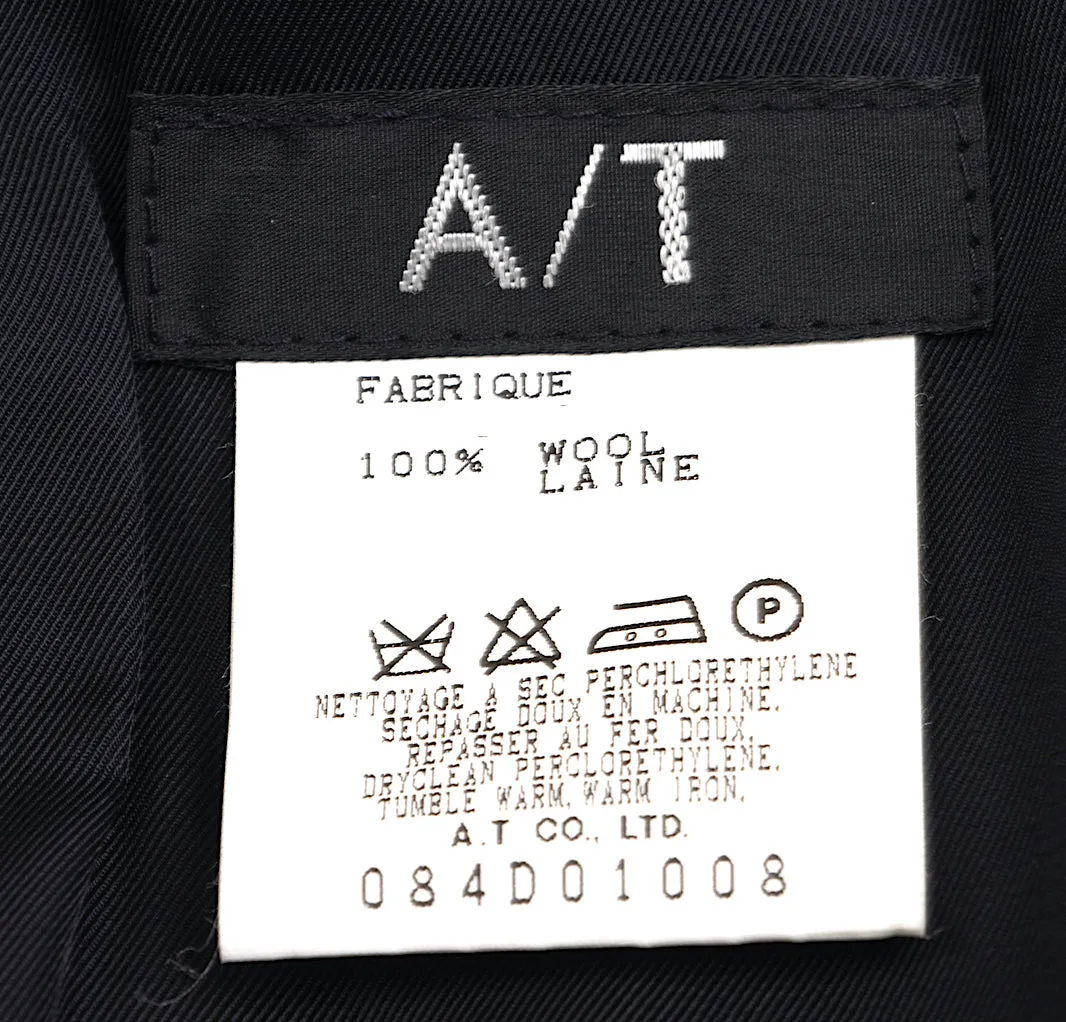 A/T
FABRIQUE
100% WOOL
LAINE
P
NETTOYAGE A SEC PERCHLORETHYLENE
SECHAGE DOUX EN MACHINE.
REPASSER AU FER DOUX.
DRYCLEAN PERCLORETHYLENE.
TUMBLE WARM, WARM IRON.
A.T CO., LTD.
084D01008